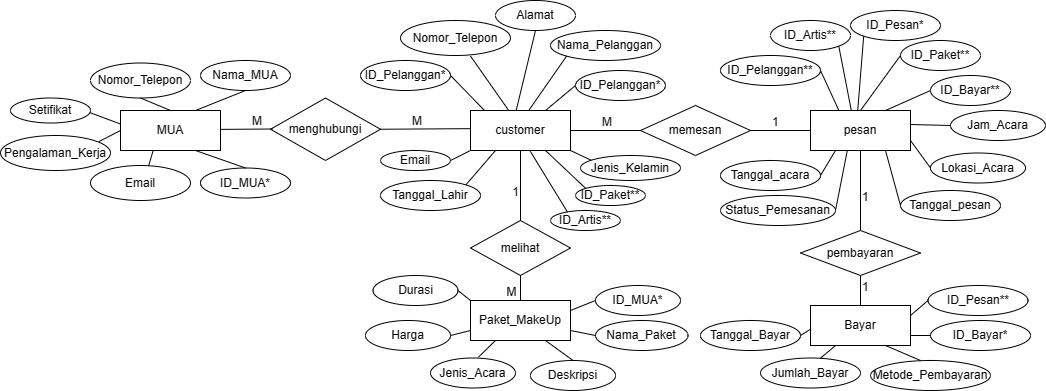 Alamat
Nomor_Telepon
Nama_Pelanggan
ID_Pelanggan*
ID_Pelanggan*
ID_Artis**
ID_Pesan*
ID_Paket**
ID_Pelanggan**
ID_Bayar**
Nomor_Telepon
Nama_MUA
Setifikat
MUA
M
menghubungi
M
customer
M
memesan
1
pesan
Jam_Acara
Pengalaman_Kerja
Email
ID_MUA*
Email
Jenis_Kelamin
Tanggal_Lahir
ID_Paket**
ID_Artis**
Tanggal_acara
Lokasi_Acara
Status_Pemesanan
Tanggal_pesan
1
1
melihat
pembayaran
M
1
Durasi
ID_MUA*
Harga
Paket_MakeUp
Nama_Paket
Jenis_Acara
Deskripsi
ID_Pesan**
Tanggal_Bayar
Bayar
ID_Bayar*
Jumlah_Bayar
Metode_Pembayaran